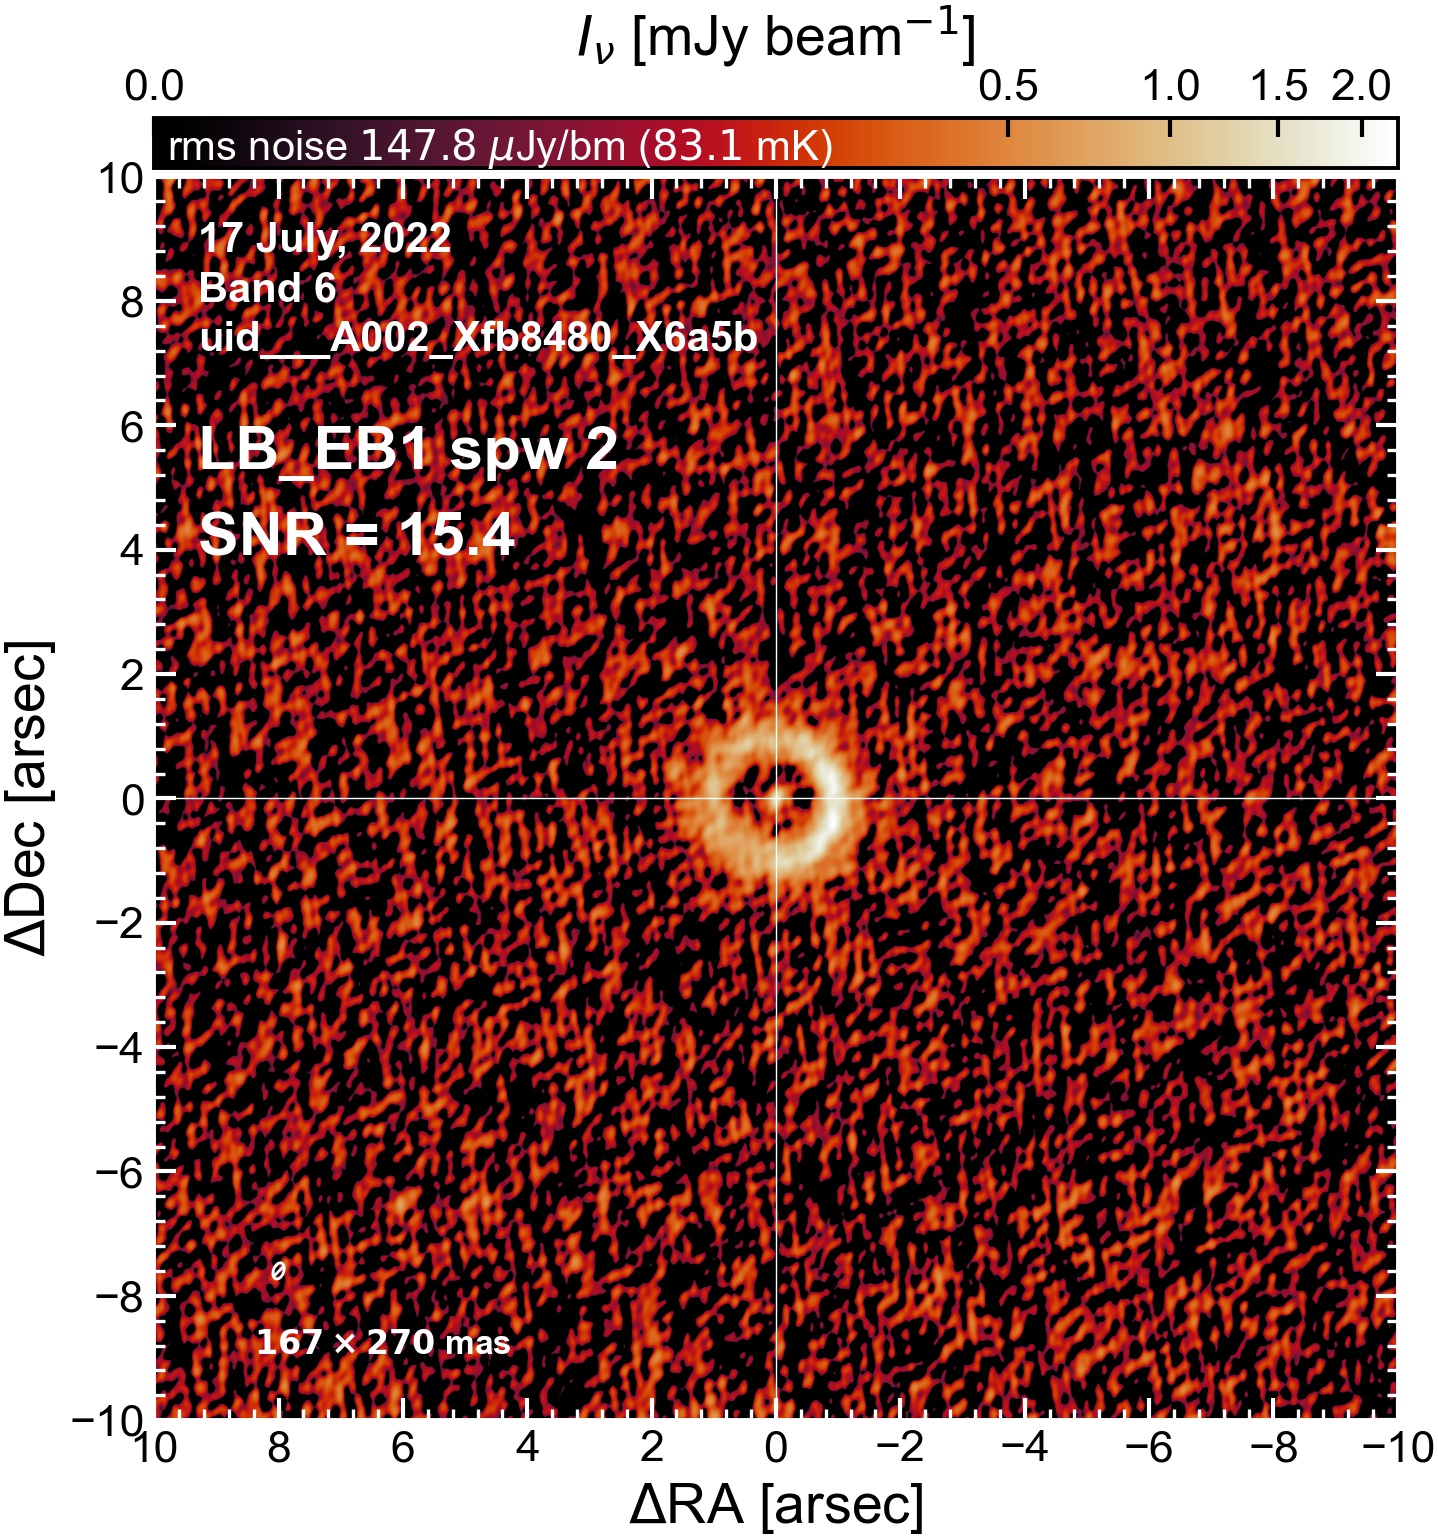 I_ν [mJy beam⁻¹]
0.0 0.5 1.0 1.5 2.0
rms noise 147.8 μJy/bm (83.1 mK)
17 July, 2022
Band 6
uid___A002_Xfb8480_X6a5b
LB_EB1 spw 2
SNR = 15.4
167 × 270 mas
10
8
6
4
2
0
−2
−4
−6
−8
−10
ΔDec [arsec]
10 8 6 4 2 0 −2 −4 −6 −8 −10
ΔRA [arsec]